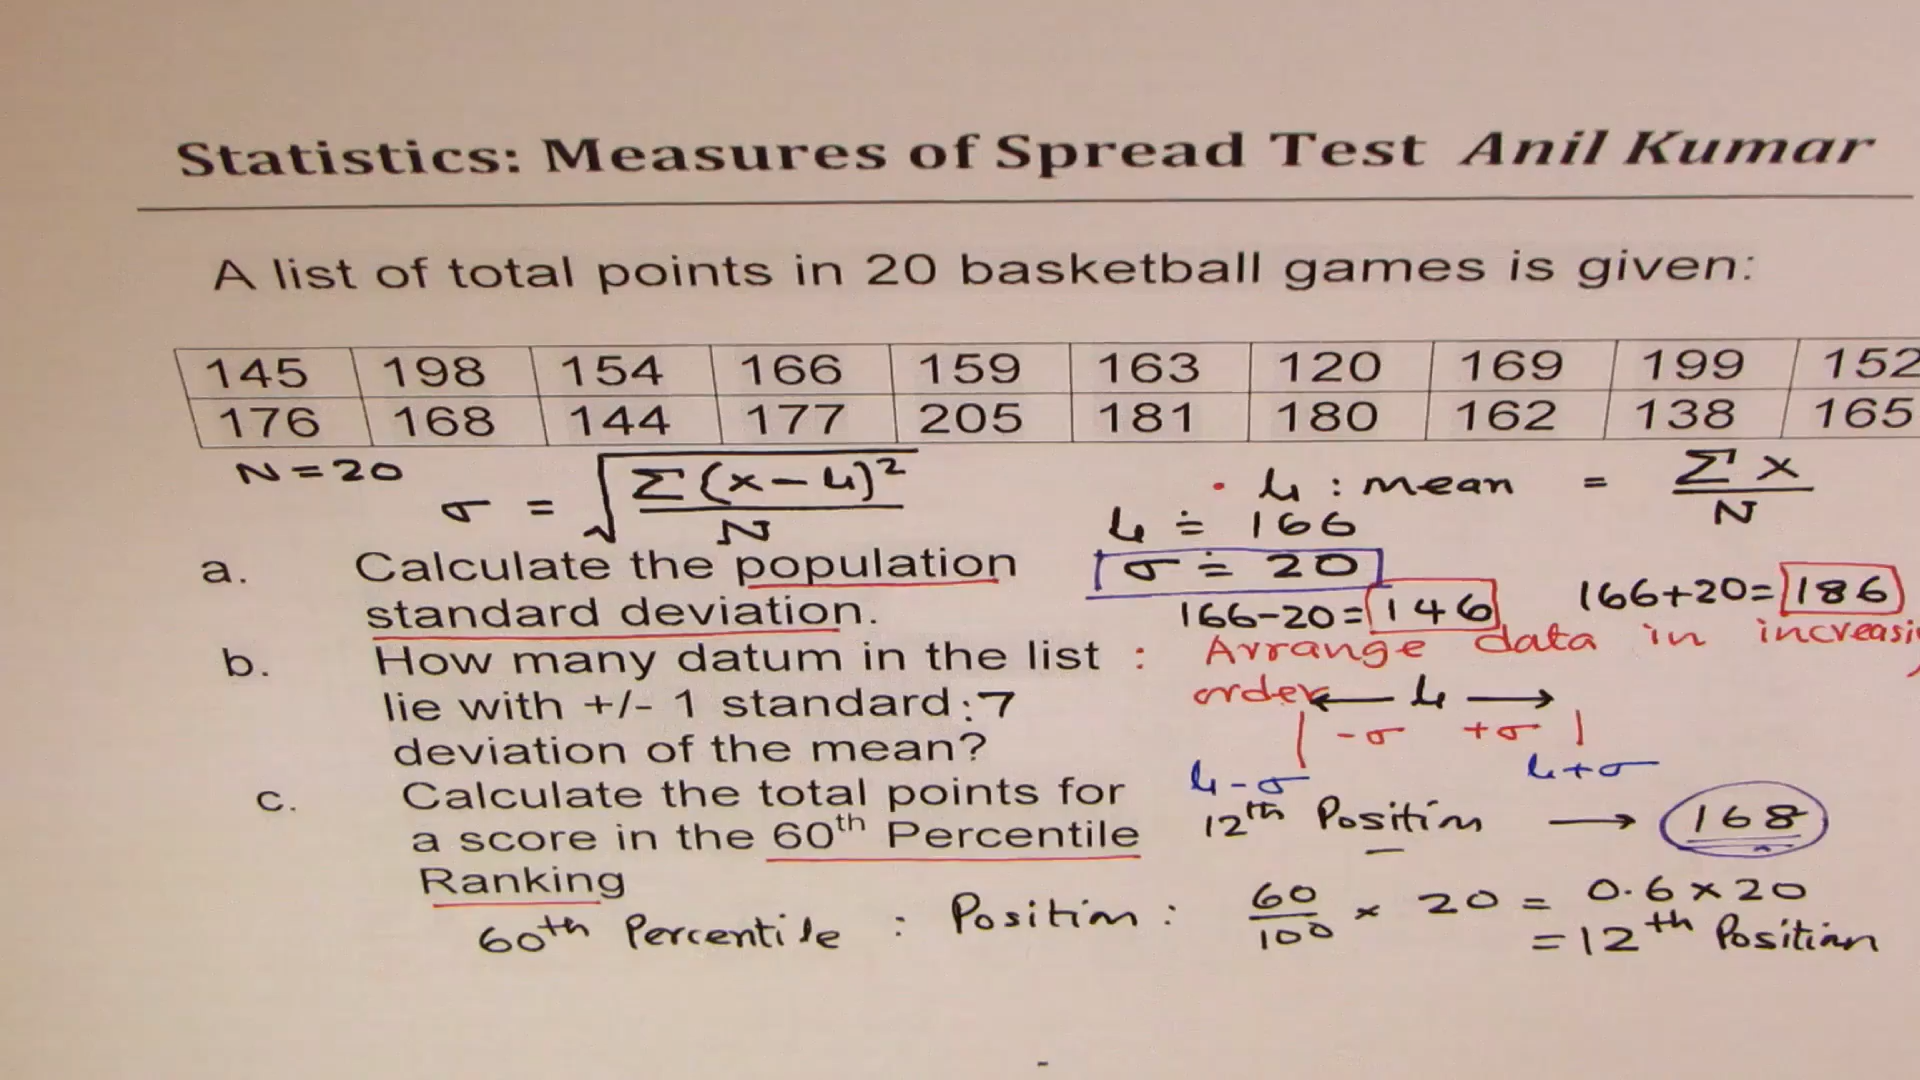 Statistics: Measures of Spread Test Anil Kumar
A list of total points in 20 basketball games is given:
145 198 154 166 159 163 120 169 199 152
176 168 144 177 205 181 180 162 138 165
N = 20
σ = √ Σ(x-μ)² / N
· μ : mean = Σx / N
μ ≐ 166
a. Calculate the population
standard deviation.
σ ≐ 20
166-20= 146
166+20= 186
b. How many datum in the list :
lie with +/- 1 standard:7
deviation of the mean?
Arrange data in increasi
order
← μ →
-σ +σ
μ-σ
μ+σ
c. Calculate the total points for
a score in the 60th Percentile
Ranking
12th Position → 168
60th Percentile : Position : 60/100 × 20 = 0.6 × 20
= 12th Position